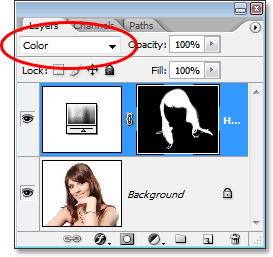 Layers Channels Paths
Color Opacity: 100%
Lock: Fill: 100%
H...
Background